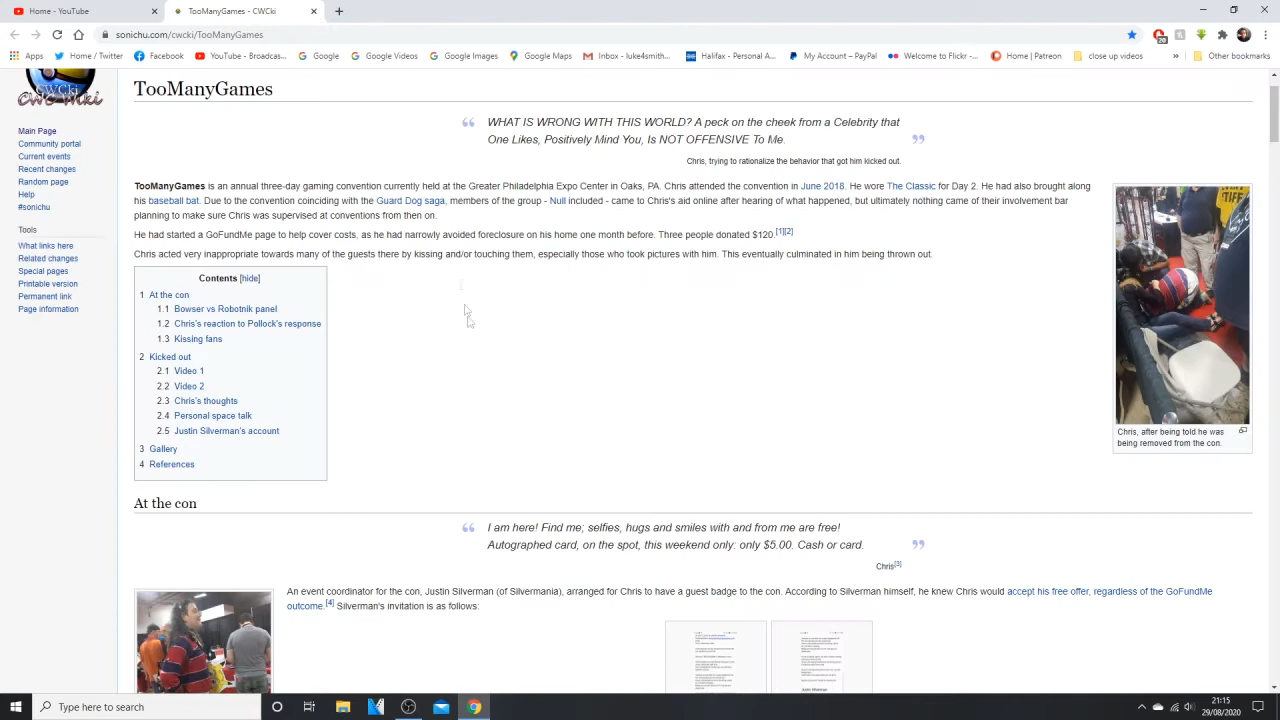 Home - YouTube
TooManyGames - CWCki
sonichu.com/cwcki/TooManyGames
20
Apps Home / Twitter Facebook YouTube - Broadcas... Google Google Videos Google Images Google Maps Inbox - luke4smith... Halifax - Personal A... My Account – PayPal Welcome to Flickr -... Home | Patreon close up videos » Other bookmarks
CWCki
Main Page
Community portal
Current events
Recent changes
Random page
Help
#sonichu
Tools
What links here
Related changes
Special pages
Printable version
Permanent link
Page information
TooManyGames
WHAT IS WRONG WITH THIS WORLD? A peck on the cheek from a Celebrity that
One Likes, Positively Mind You, Is NOT OFFENSIVE To Me.
Chris, trying to rationalize the behavior that got him kicked out.
TooManyGames is an annual three-day gaming convention currently held at the Greater Philadelphia Expo Center in Oaks, PA. Chris attended the convention in June 2018. He wore The Classic for Day 2. He had also brought along
his baseball bat. Due to the convention coinciding with the Guard Dog saga, members of the group - Null included - came to Chris's aid online after hearing of what happened, but ultimately nothing came of their involvement bar
planning to make sure Chris was supervised at conventions from then on.
He had started a GoFundMe page to help cover costs, as he had narrowly avoided foreclosure on his home one month before. Three people donated $120.[1][2]
Chris acted very inappropriate towards many of the guests there by kissing and/or touching them, especially those who took pictures with him. This eventually culminated in him being thrown out.
Contents [hide]
1 At the con
1.1 Bowser vs Robotnik panel
1.2 Chris's reaction to Pollock's response
1.3 Kissing fans
2 Kicked out
2.1 Video 1
2.2 Video 2
2.3 Chris's thoughts
2.4 Personal space talk
2.5 Justin Silverman's account
3 Gallery
4 References
Chris, after being told he was
being removed from the con.
At the con
I am here! Find me; selfies, hugs and smiles with and from me are free!
Autographed card, on the spot, this weekend only: only $5.00. Cash or card.
Chris[3]
An event coordinator for the con, Justin Silverman (of Silvermania), arranged for Chris to have a guest badge to the con. According to Silverman himself, he knew Chris would accept his free offer, regardless of the GoFundMe
outcome.[4] Silverman's invitation is as follows:
Type here to search
21:15
29/08/2020